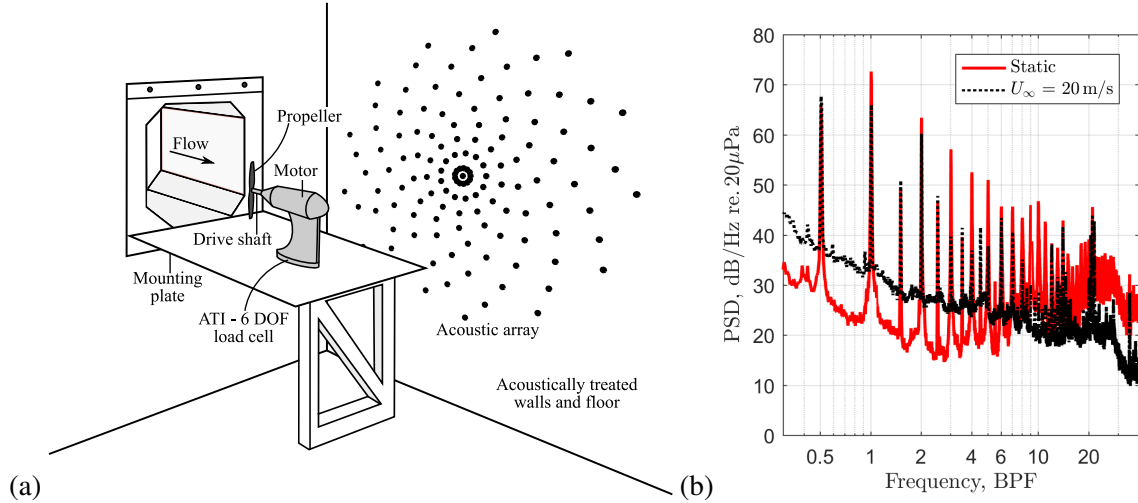 Propeller
Flow
Motor
Drive shaft
Mounting
plate
ATI - 6 DOF
load cell
Acoustic array
Acoustically treated
walls and floor
(a)
80
70
60
50
40
30
20
10
0
PSD, dB/Hz re. 20μPa
Static
U∞ = 20 m/s
0.5 1 2 4 6 10 20
Frequency, BPF
(b)